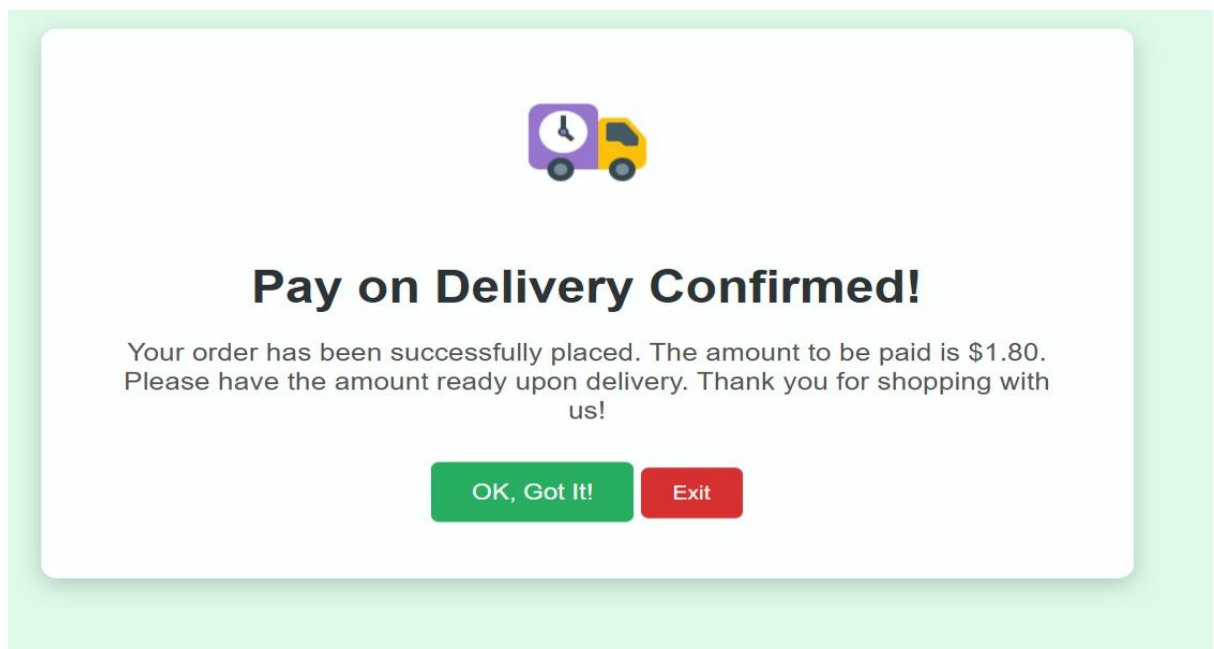 Pay on Delivery Confirmed!
Your order has been successfully placed. The amount to be paid is $1.80.
Please have the amount ready upon delivery. Thank you for shopping with
us!
OK, Got It!
Exit